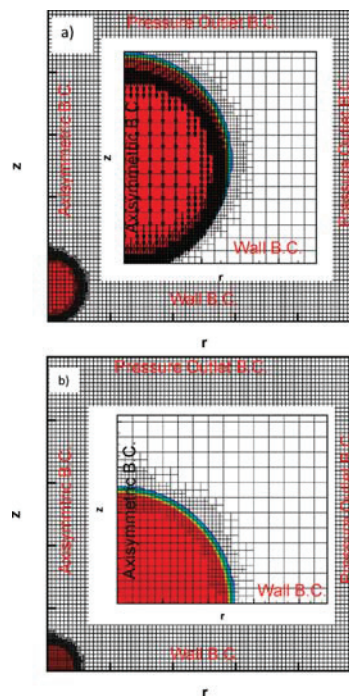 a)
Pressure Outlet B.C.
Axisymmetric B.C.
Axisymmetric B.C.
Pressure Outlet B.C.
z
z
Wall B.C.
r
Wall B.C.
r
b)
Pressure Outlet B.C.
Axisymmetric B.C.
Axisymmetric B.C.
Pressure Outlet B.C.
z
z
Wall B.C.
r
Wall B.C.
r